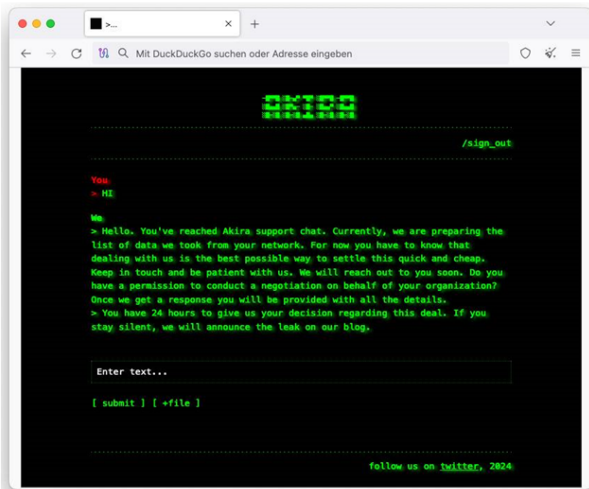 >_...
Mit DuckDuckGo suchen oder Adresse eingeben
AKIRA
/sign_out
You
> HI
We
> Hello. You've reached Akira support chat. Currently, we are preparing the
list of data we took from your network. For now you have to know that
dealing with us is the best possible way to settle this quick and cheap.
Keep in touch and be patient with us. We will reach out to you soon. Do you
have a permission to conduct a negotiation on behalf of your organization?
Once we get a response you will be provided with all the details.
> You have 24 hours to give us your decision regarding this deal. If you
stay silent, we will announce the leak on our blog.
Enter text...
[ submit ] [ +file ]
follow us on twitter, 2024